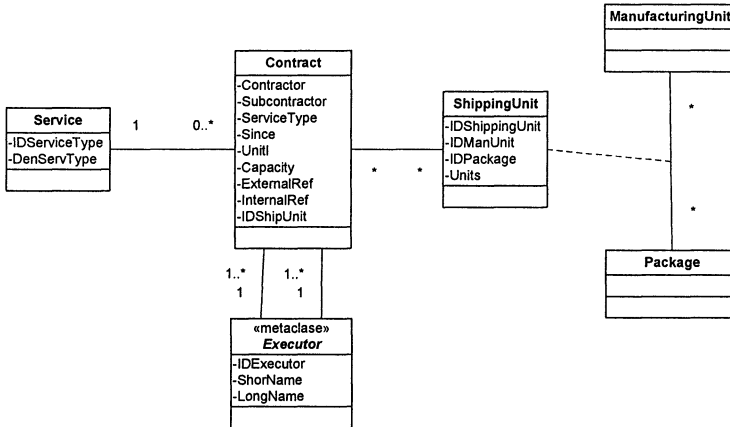 ManufacturingUnit
Contract
-Contractor
-Subcontractor
-ServiceType
-Since
-UnitI
-Capacity
-ExternalRef
-InternalRef
-IDShipUnit
ShippingUnit
-IDShippingUnit
-IDManUnit
-IDPackage
-Units
Service
-IDServiceType
-DenServType
1 0..*
* *
*
*
Package
1..* 1..*
1 1
«metaclase»
Executor
-IDExecutor
-ShorName
-LongName